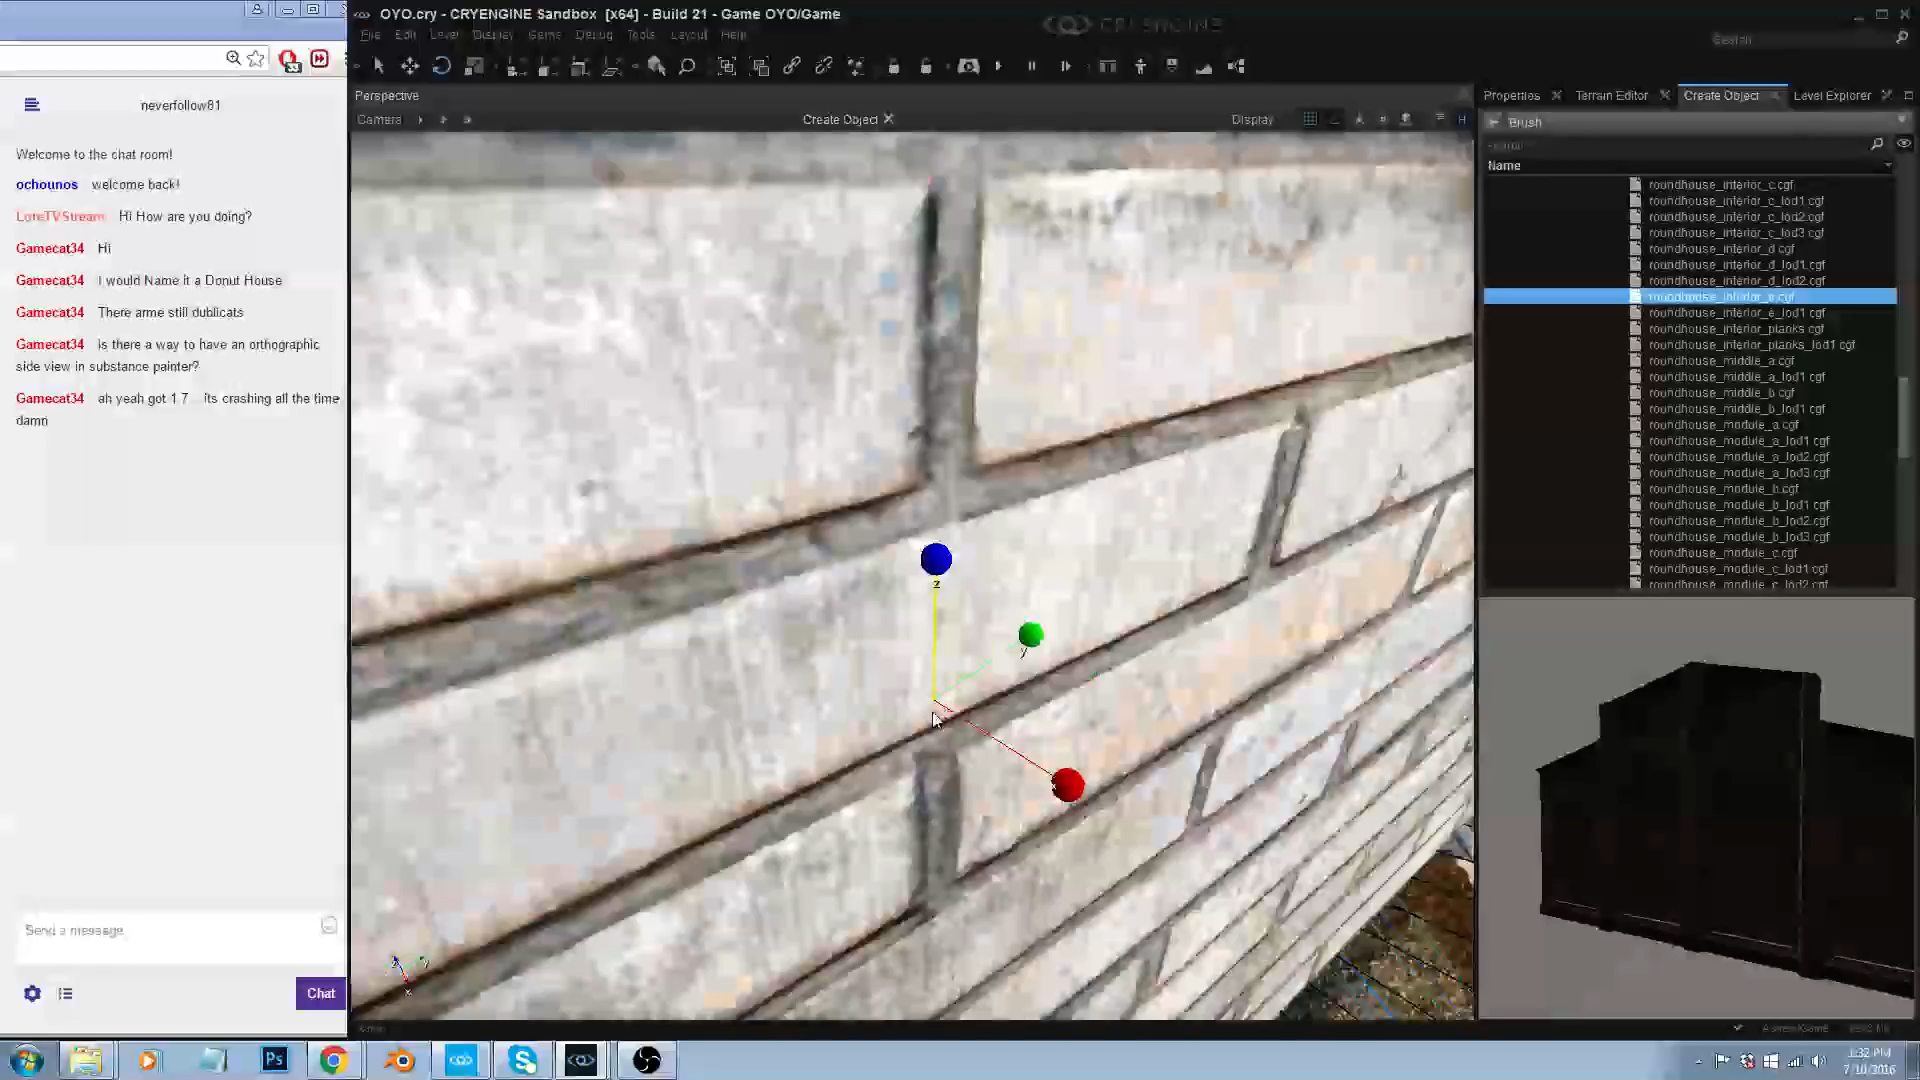 OYO.cry - CRYENGINE Sandbox [x64] - Build 21 - Game OYO/Game
CRYENGINE
File Edit Level Display Game Debug Tools Layout Help
Search
neverfollow81
Welcome to the chat room!
ochounos welcome back!
LoreTVStream Hi How are you doing?
Gamecat34 Hi
Gamecat34 I would Name it a Donut House
Gamecat34 There arme still dublicats
Gamecat34 Is there a way to have an orthographic
side view in substance painter?
Gamecat34 ah yeah got 1.7... its crashing all the time
damn
Send a message
Chat
Perspective
Camera
Create Object
Display
H
z
y
x
z
y
x
Properties Terrain Editor Create Object Level Explorer
Brush
Name
roundhouse_interior_c.cgf
roundhouse_interior_c_lod1.cgf
roundhouse_interior_c_lod2.cgf
roundhouse_interior_c_lod3.cgf
roundhouse_interior_d.cgf
roundhouse_interior_d_lod1.cgf
roundhouse_interior_d_lod2.cgf
roundhouse_interior_e.cgf
roundhouse_interior_e_lod1.cgf
roundhouse_interior_planks.cgf
roundhouse_interior_planks_lod1.cgf
roundhouse_middle_a.cgf
roundhouse_middle_a_lod1.cgf
roundhouse_middle_b.cgf
roundhouse_middle_b_lod1.cgf
roundhouse_module_a.cgf
roundhouse_module_a_lod1.cgf
roundhouse_module_a_lod2.cgf
roundhouse_module_a_lod3.cgf
roundhouse_module_b.cgf
roundhouse_module_b_lod1.cgf
roundhouse_module_b_lod2.cgf
roundhouse_module_b_lod3.cgf
roundhouse_module_c.cgf
roundhouse_module_c_lod1.cgf
roundhouse_module_c_lod2.cgf
Ps
1:32 PM
7/10/2016